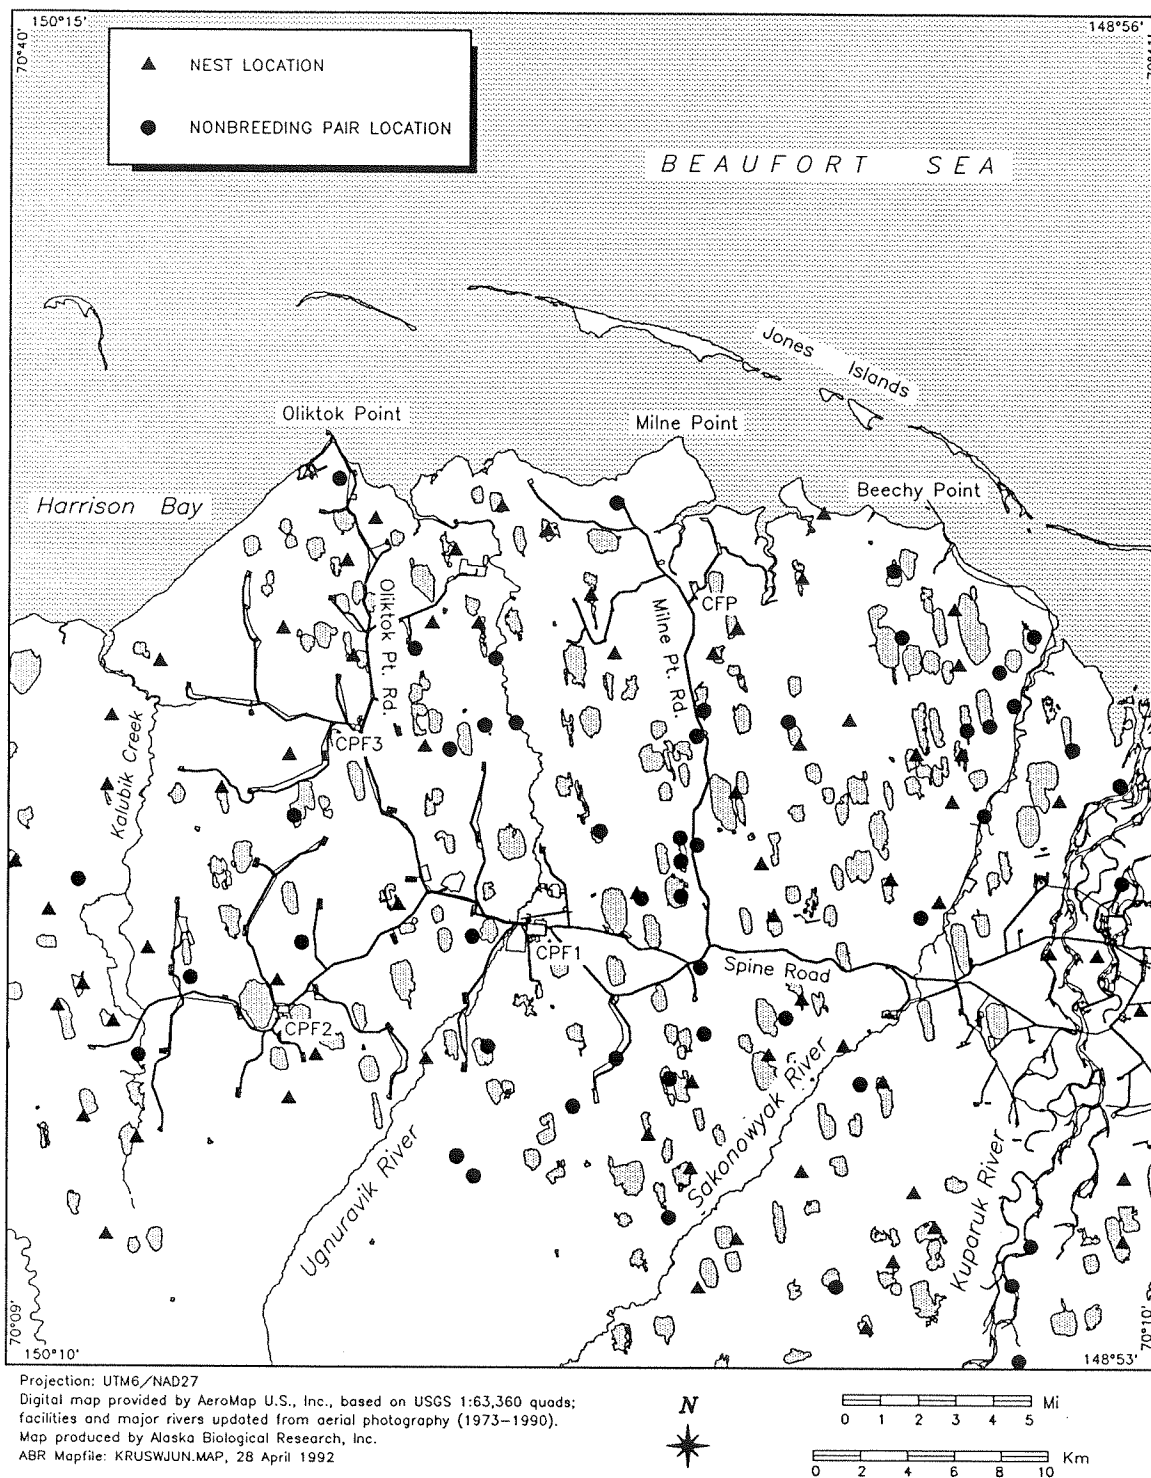 150°15'
148°56'
70°40'
NEST LOCATION
NONBREEDING PAIR LOCATION
BEAUFORT SEA
Jones Islands
Oliktok Point
Milne Point
Beechy Point
Harrison Bay
CFP
Oliktok Pt. Rd.
Milne Pt. Rd.
CPF3
Kalubik Creek
CPF1
Spine Road
CPF2
Ugnuravik River
Sakonowyak River
Kuparuk River
70°09'
70°10'
150°10'
148°53'
Projection: UTM6/NAD27
Digital map provided by AeroMap U.S., Inc., based on USGS 1:63,360 quads;
facilities and major rivers updated from aerial photography (1973–1990).
Map produced by Alaska Biological Research, Inc.
ABR Mapfile: KRUSWJUN.MAP, 28 April 1992
N
0 1 2 3 4 5 Mi
0 2 4 6 8 10 Km